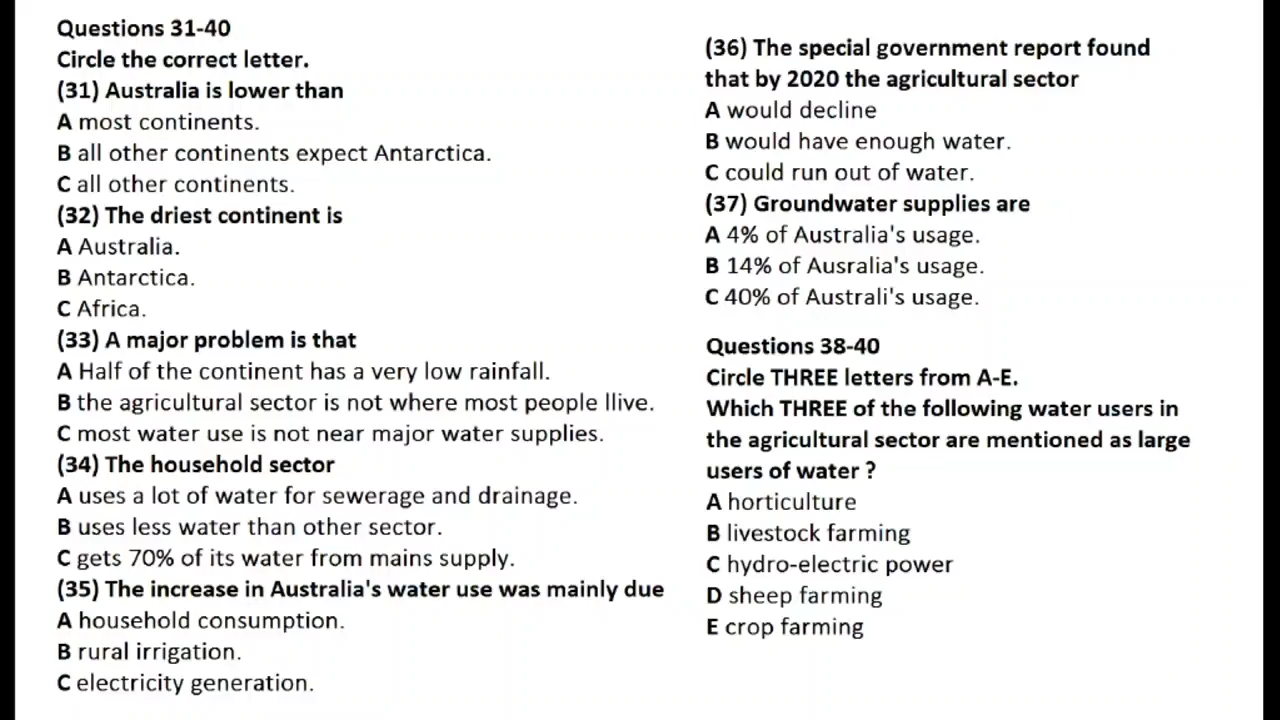 Questions 31-40
Circle the correct letter.
(31) Australia is lower than
A most continents.
B all other continents expect Antarctica.
C all other continents.
(32) The driest continent is
A Australia.
B Antarctica.
C Africa.
(33) A major problem is that
A Half of the continent has a very low rainfall.
B the agricultural sector is not where most people llive.
C most water use is not near major water supplies.
(34) The household sector
A uses a lot of water for sewerage and drainage.
B uses less water than other sector.
C gets 70% of its water from mains supply.
(35) The increase in Australia's water use was mainly due
A household consumption.
B rural irrigation.
C electricity generation.
(36) The special government report found
that by 2020 the agricultural sector
A would decline
B would have enough water.
C could run out of water.
(37) Groundwater supplies are
A 4% of Australia's usage.
B 14% of Ausralia's usage.
C 40% of Australi's usage.
Questions 38-40
Circle THREE letters from A-E.
Which THREE of the following water users in
the agricultural sector are mentioned as large
users of water ?
A horticulture
B livestock farming
C hydro-electric power
D sheep farming
E crop farming